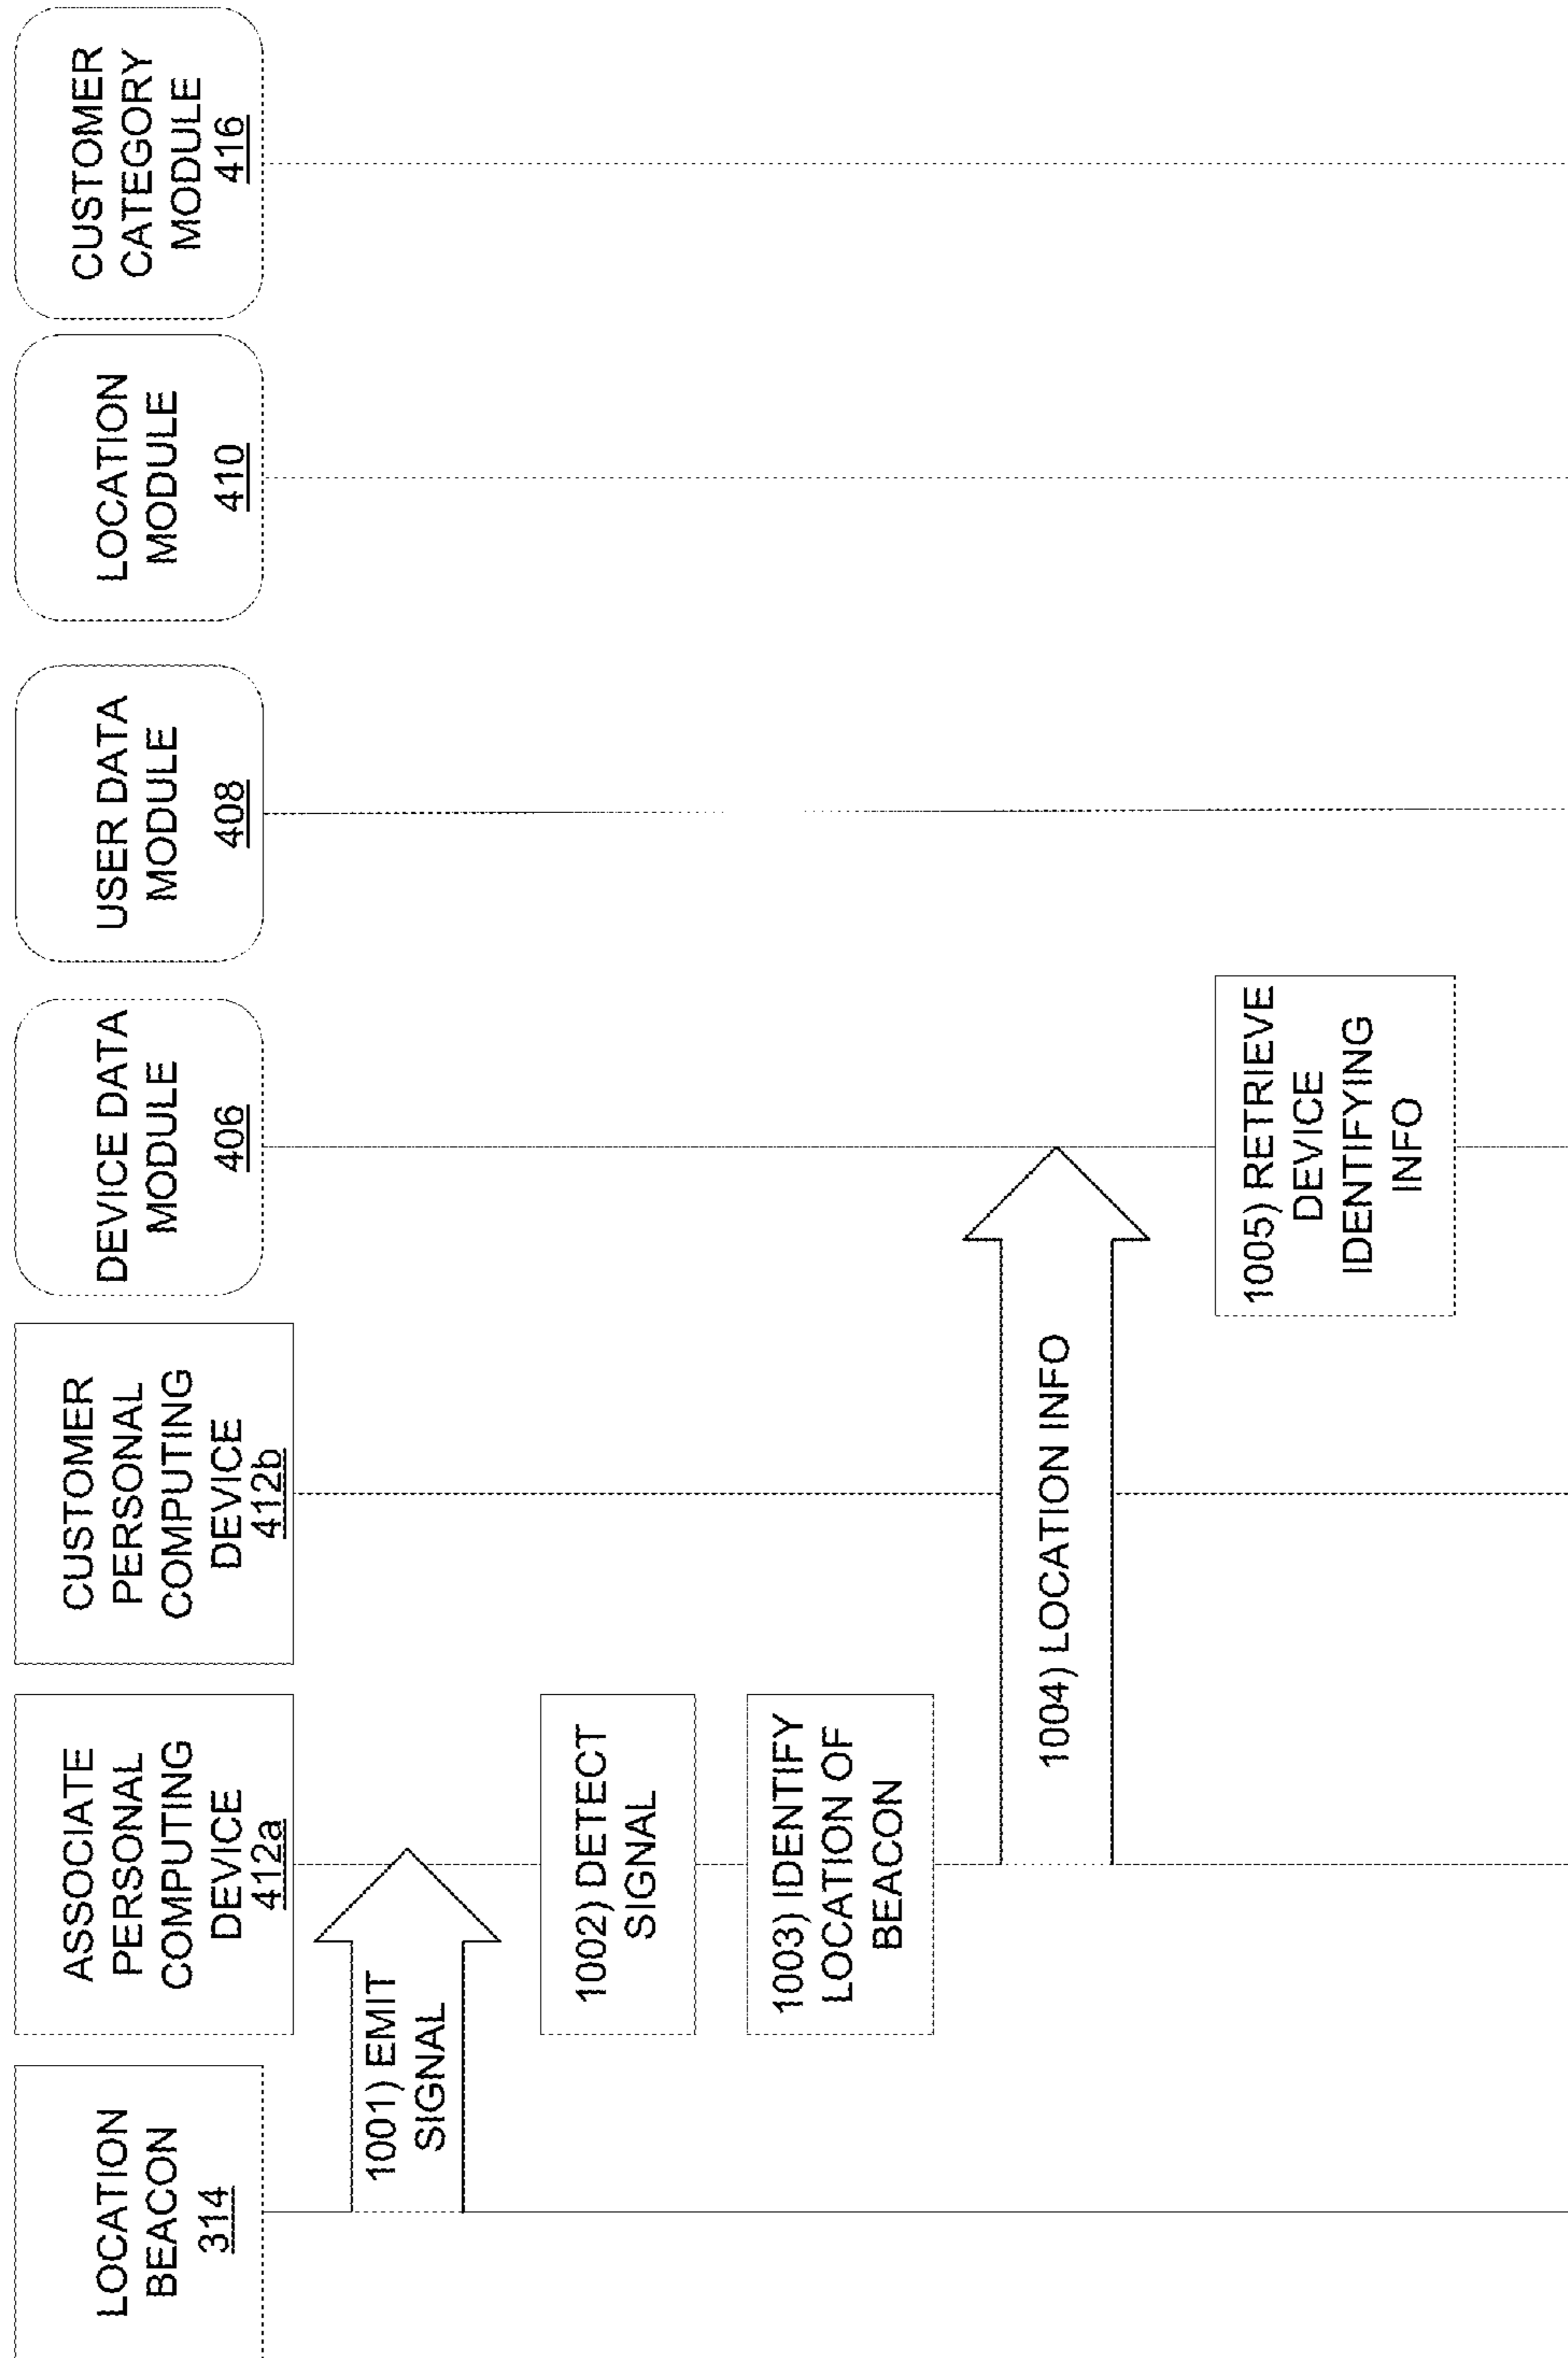 LOCATION
BEACON
314
ASSOCIATE
PERSONAL
COMPUTING
DEVICE
412a
CUSTOMER
PERSONAL
COMPUTING
DEVICE
412b
DEVICE DATA
MODULE
406
USER DATA
MODULE
408
LOCATION
MODULE
410
CUSTOMER
CATEGORY
MODULE
416
1001) EMIT
SIGNAL
1002) DETECT
SIGNAL
1003) IDENTIFY
LOCATION OF
BEACON
1004) LOCATION INFO
1005) RETRIEVE
DEVICE
IDENTIFYING
INFO